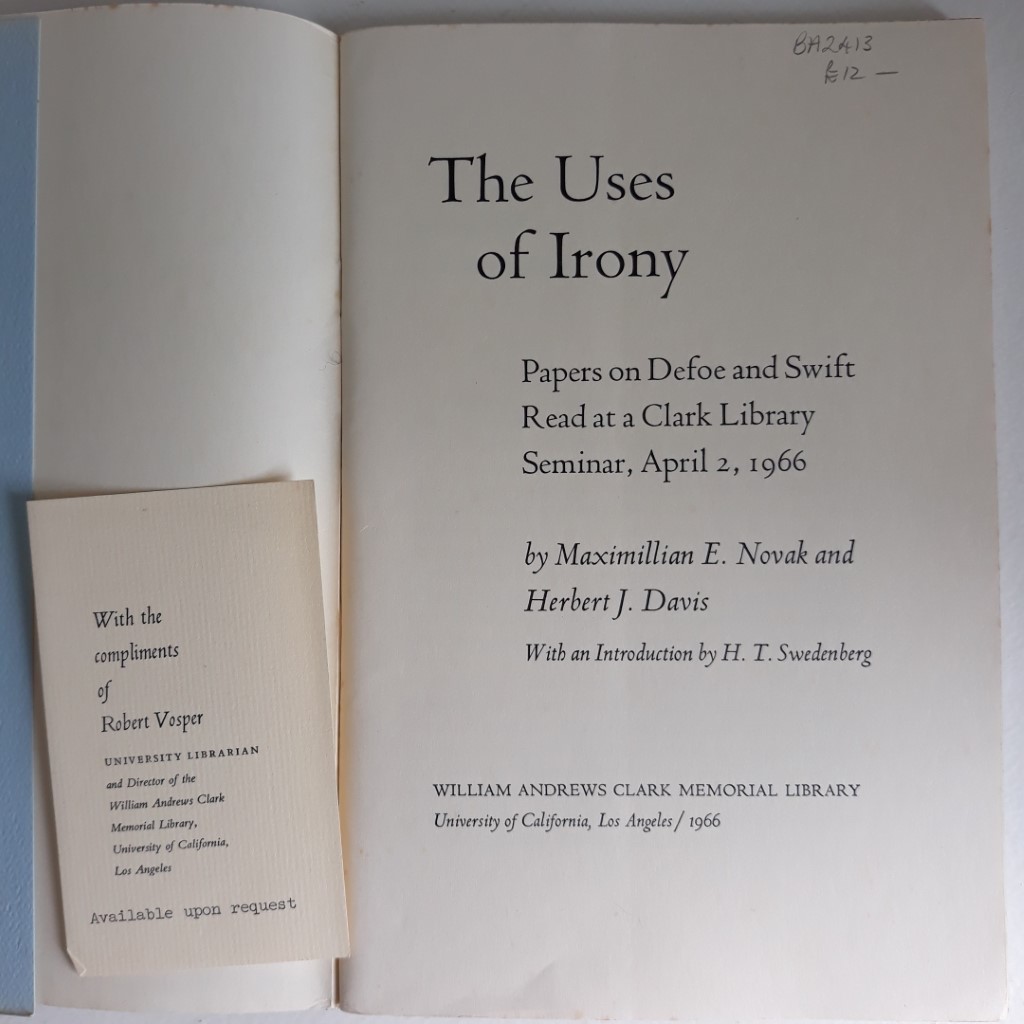 BA2413
£12 —
The Uses
of Irony
Papers on Defoe and Swift
Read at a Clark Library
Seminar, April 2, 1966
by Maximillian E. Novak and
Herbert J. Davis
With an Introduction by H. T. Swedenberg
WILLIAM ANDREWS CLARK MEMORIAL LIBRARY
University of California, Los Angeles / 1966
With the
compliments
of
Robert Vosper
UNIVERSITY LIBRARIAN
and Director of the
William Andrews Clark
Memorial Library,
University of California,
Los Angeles
Available upon request